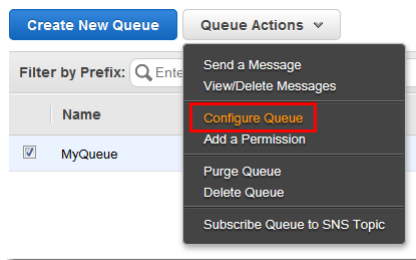 Create New Queue
Queue Actions
Filter by Prefix: Ente
Send a Message
View/Delete Messages
Name
Configure Queue
Add a Permission
MyQueue
Purge Queue
Delete Queue
Subscribe Queue to SNS Topic